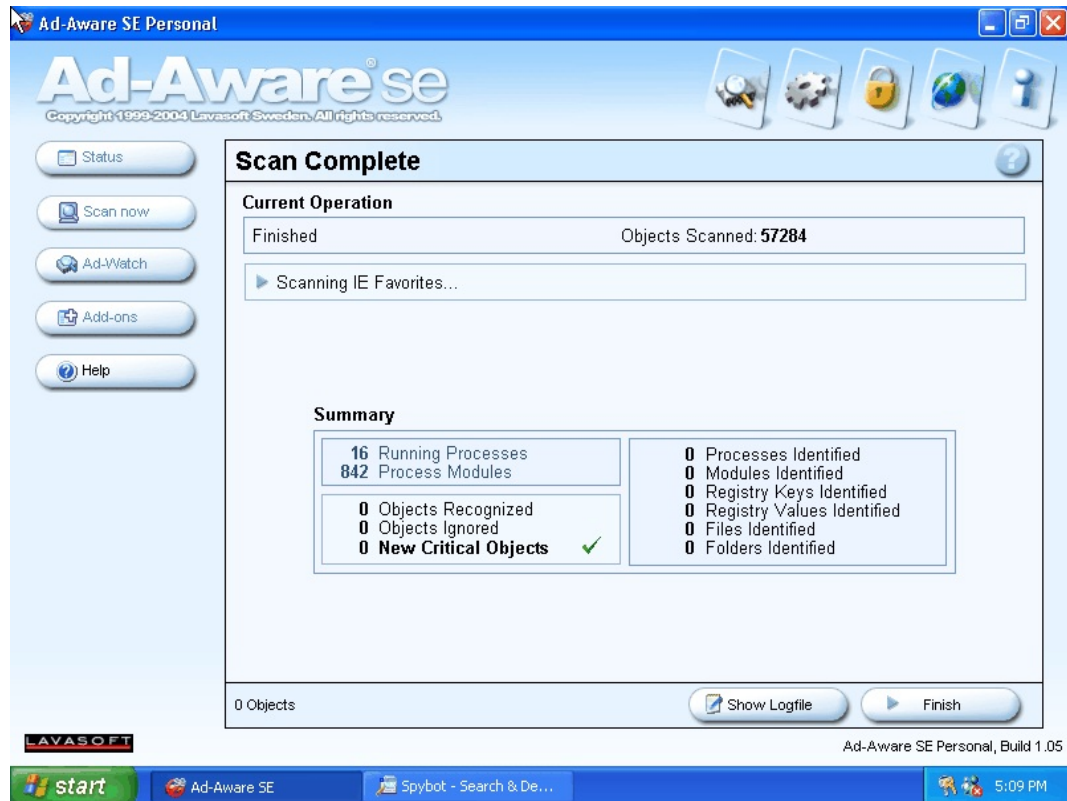 Ad-Aware SE Personal
Ad-Aware® SE
Copyright 1999-2004 Lavasoft Sweden. All rights reserved.
Status
Scan now
Ad-Watch
Add-ons
Help
Scan Complete
?
Current Operation
Finished
Objects Scanned: 57284
Scanning IE Favorites...
Summary
16 Running Processes
842 Process Modules
0 Objects Recognized
0 Objects Ignored
0 New Critical Objects
0 Processes Identified
0 Modules Identified
0 Registry Keys Identified
0 Registry Values Identified
0 Files Identified
0 Folders Identified
0 Objects
Show Logfile
Finish
LAVASOFT
Ad-Aware SE Personal, Build 1.05
start
Ad-Aware SE
Spybot - Search & De...
5:09 PM